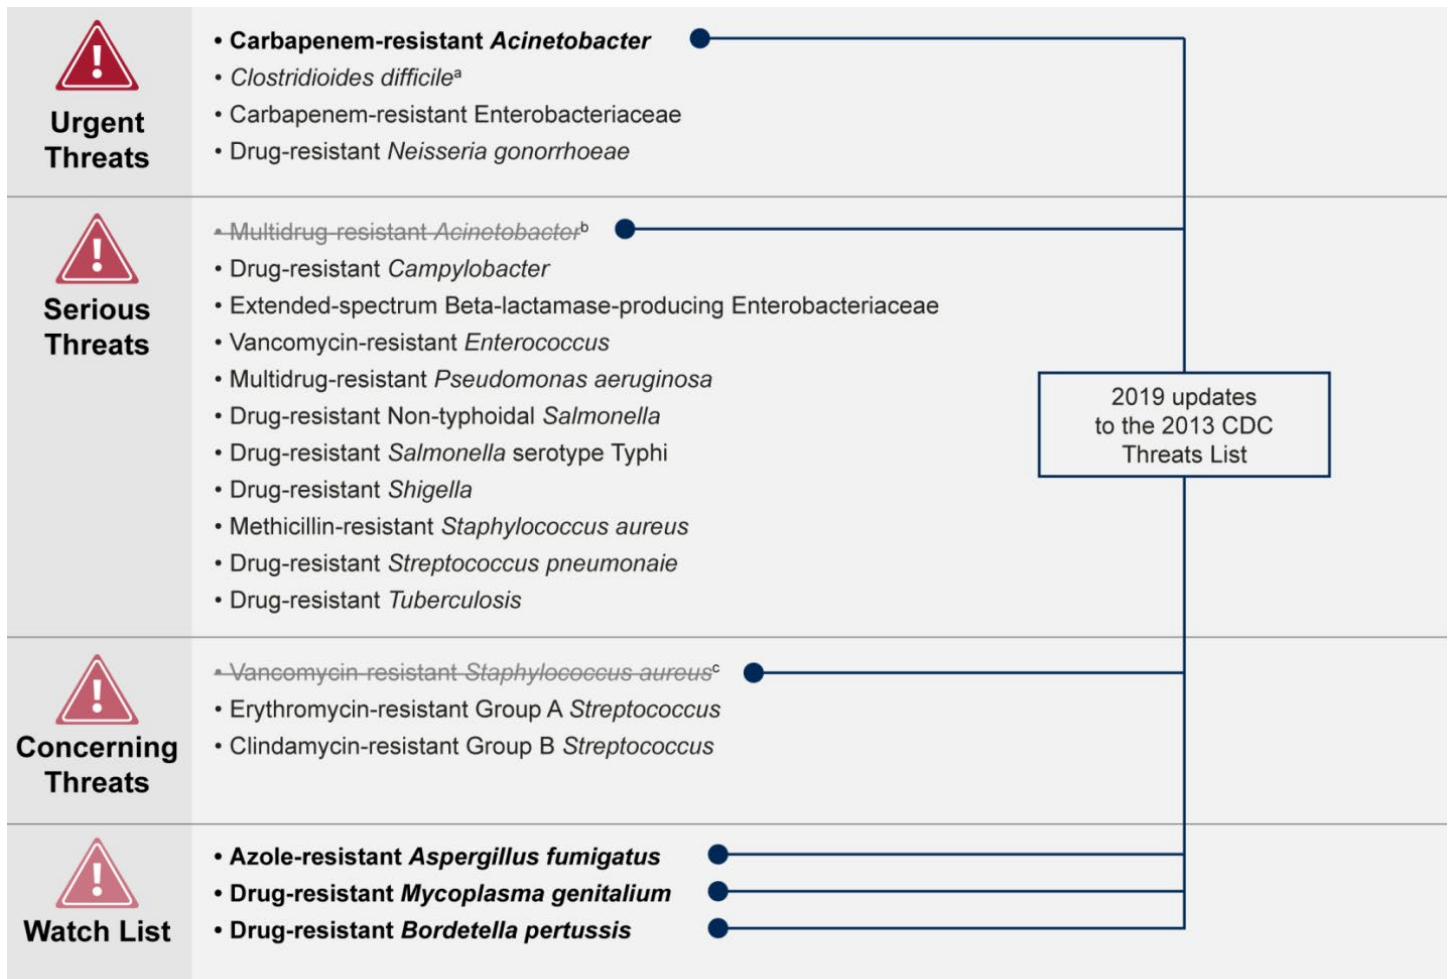 Urgent
Threats
• Carbapenem-resistant Acinetobacter
• Clostridioides difficileᵃ
• Carbapenem-resistant Enterobacteriaceae
• Drug-resistant Neisseria gonorrhoeae
Serious
Threats
• Multidrug-resistant Acinetobacterᵇ
• Drug-resistant Campylobacter
• Extended-spectrum Beta-lactamase-producing Enterobacteriaceae
• Vancomycin-resistant Enterococcus
• Multidrug-resistant Pseudomonas aeruginosa
• Drug-resistant Non-typhoidal Salmonella
• Drug-resistant Salmonella serotype Typhi
• Drug-resistant Shigella
• Methicillin-resistant Staphylococcus aureus
• Drug-resistant Streptococcus pneumonaie
• Drug-resistant Tuberculosis
2019 updates
to the 2013 CDC
Threats List
Concerning
Threats
• Vancomycin-resistant Staphylococcus aureusᶜ
• Erythromycin-resistant Group A Streptococcus
• Clindamycin-resistant Group B Streptococcus
Watch List
• Azole-resistant Aspergillus fumigatus
• Drug-resistant Mycoplasma genitalium
• Drug-resistant Bordetella pertussis